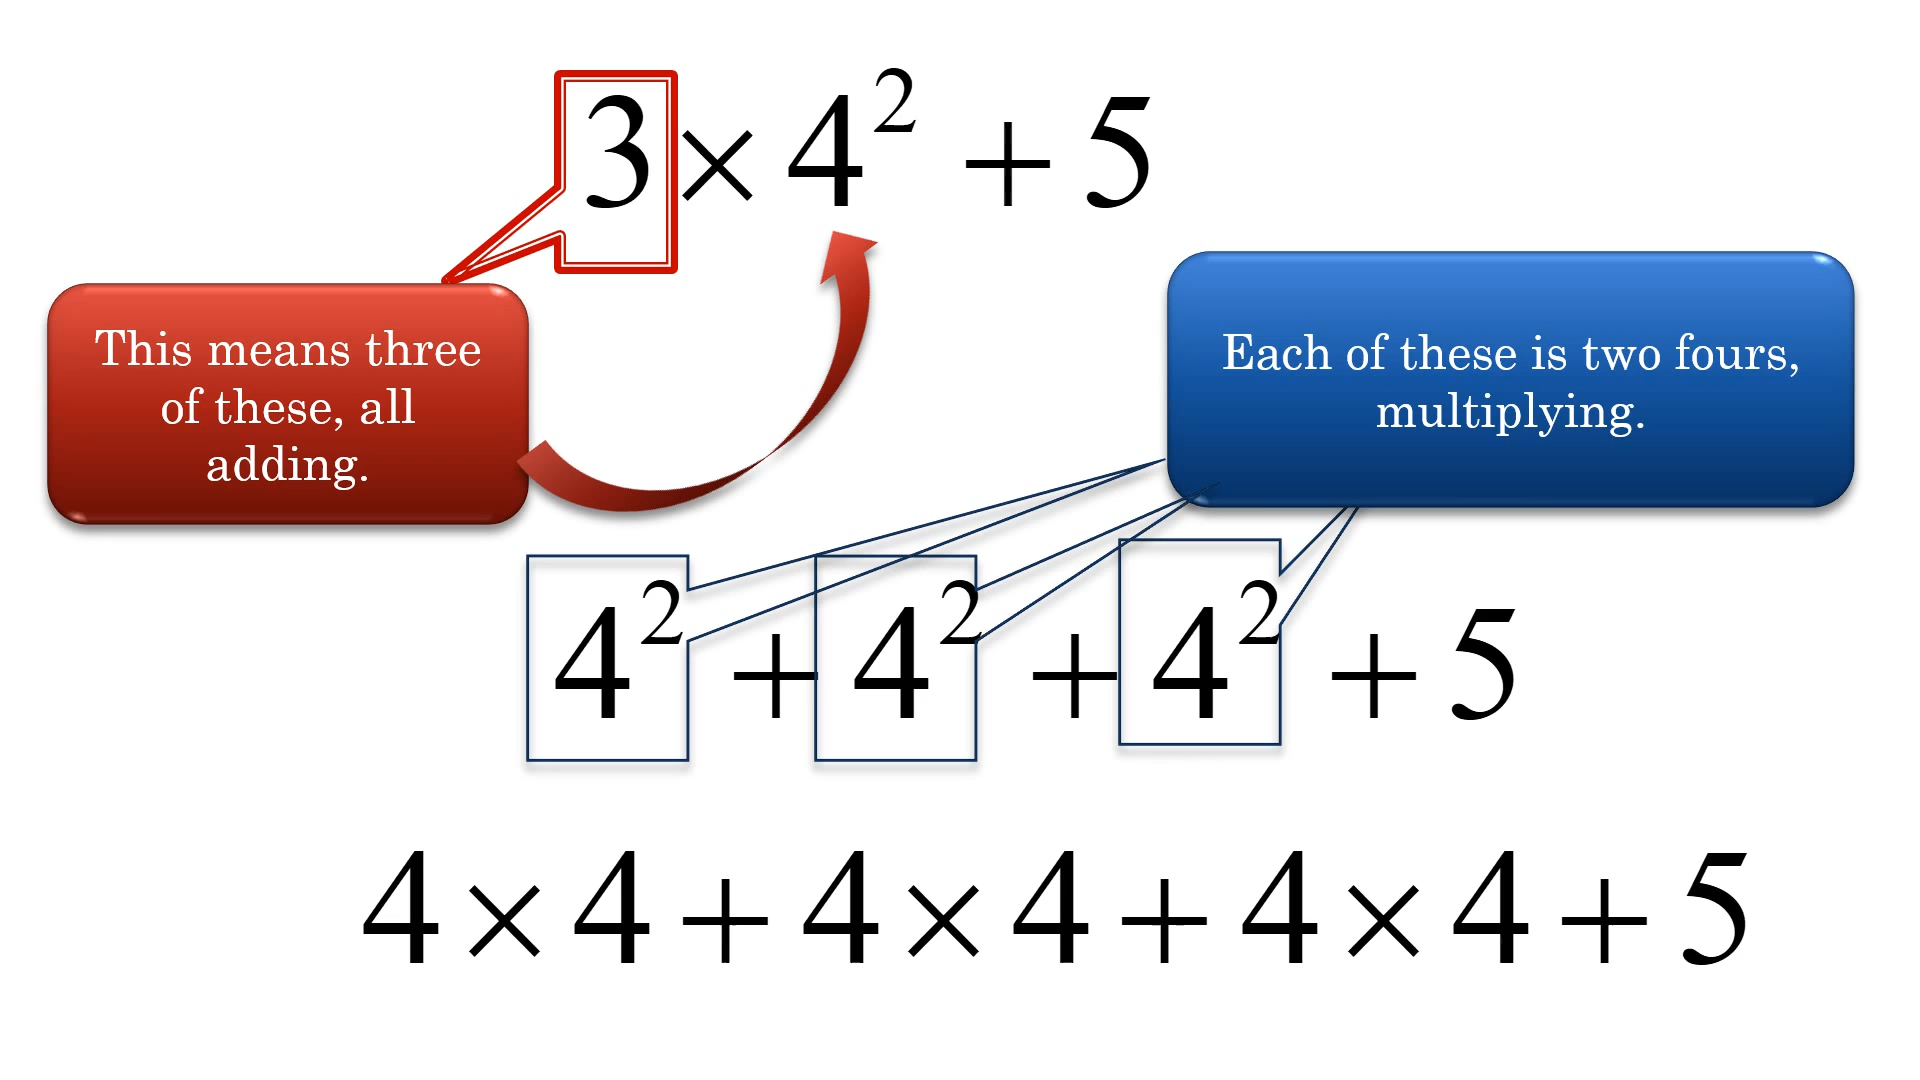 3 × 4² + 5
This means three
of these, all
adding.
Each of these is two fours,
multiplying.
4² + 4² + 4² + 5
4 × 4 + 4 × 4 + 4 × 4 + 5